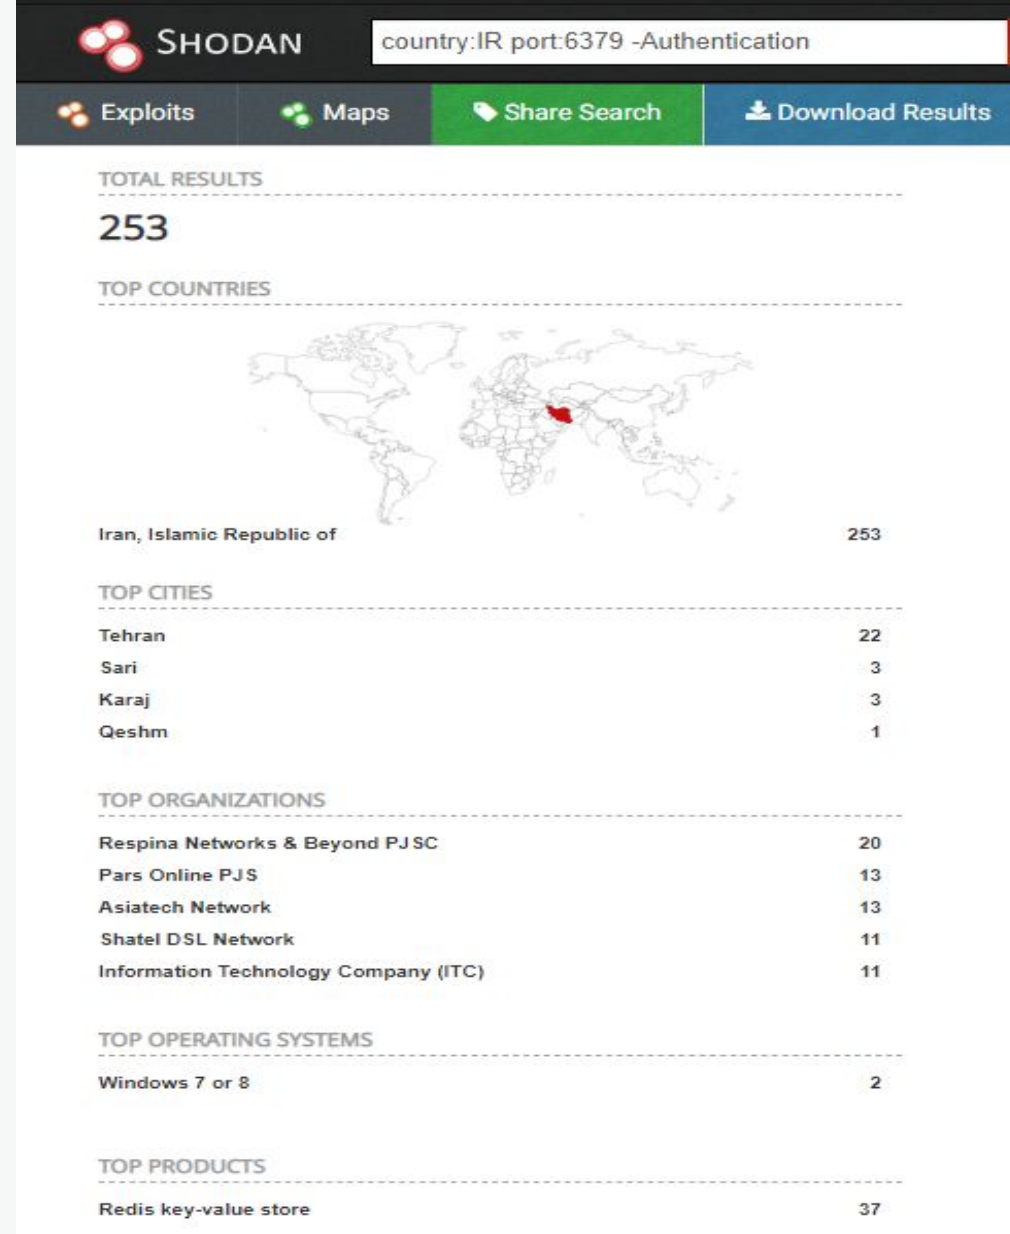 SHODAN country:IR port:6379 -Authentication
Exploits Maps Share Search Download Results
TOTAL RESULTS
253
TOP COUNTRIES
Iran, Islamic Republic of 253
TOP CITIES
Tehran 22
Sari 3
Karaj 3
Qeshm 1
TOP ORGANIZATIONS
Respina Networks & Beyond PJSC 20
Pars Online PJS 13
Asiatech Network 13
Shatel DSL Network 11
Information Technology Company (ITC) 11
TOP OPERATING SYSTEMS
Windows 7 or 8 2
TOP PRODUCTS
Redis key-value store 37